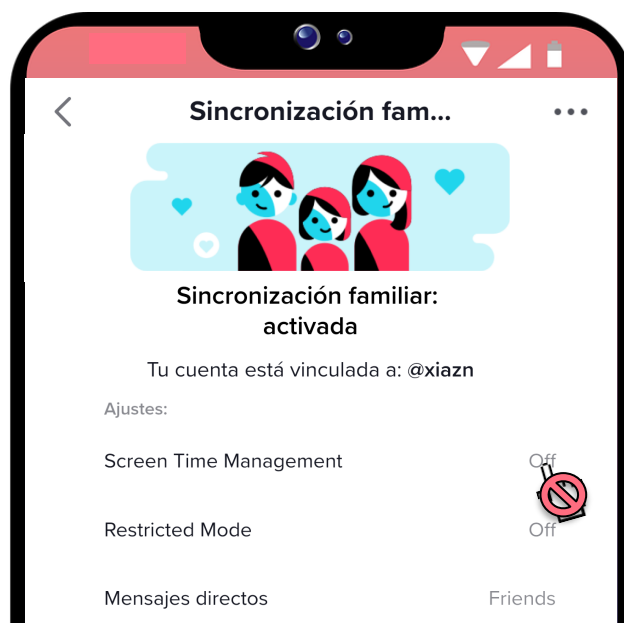 Sincronización fam...
Sincronización familiar:
activada
Tu cuenta está vinculada a: @xiazn
Ajustes:
Screen Time Management Off
Restricted Mode Off
Mensajes directos Friends